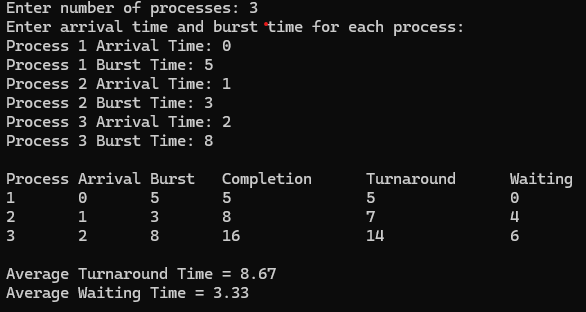 Enter number of processes: 3
Enter arrival time and burst time for each process:
Process 1 Arrival Time: 0
Process 1 Burst Time: 5
Process 2 Arrival Time: 1
Process 2 Burst Time: 3
Process 3 Arrival Time: 2
Process 3 Burst Time: 8
Process Arrival Burst Completion Turnaround Waiting
1 0 5 5 5 0
2 1 3 8 7 4
3 2 8 16 14 6
Average Turnaround Time = 8.67
Average Waiting Time = 3.33